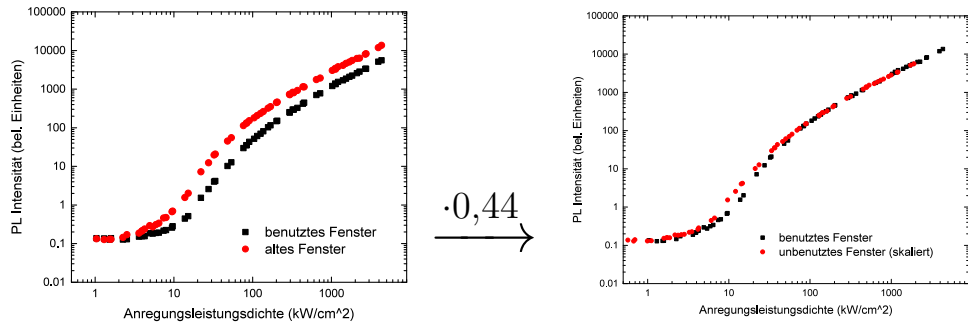 100000
10000
1000
100
10
1
0.1
0.01
PL Intensität (bel. Einheiten)
benutztes Fenster
altes Fenster
1 10 100 1000
Anregungsleistungsdichte (kW/cm^2)
·0,44
100000
10000
1000
100
10
1
0.1
0.01
PL Intensität (bel. Einheiten)
benutztes Fenster
unbenutztes Fenster (skaliert)
1 10 100 1000
Anregungsleistungsdichte (kW/cm^2)